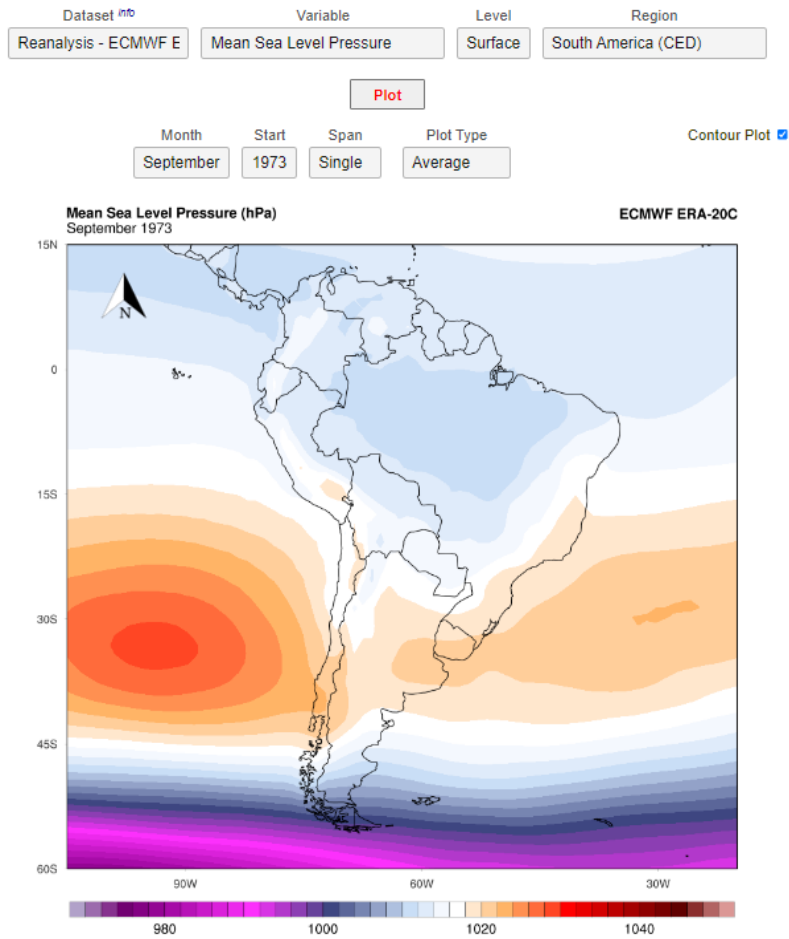 Dataset info Variable Level Region
Reanalysis - ECMWF E Mean Sea Level Pressure Surface South America (CED)
Plot
Month Start Span Plot Type Contour Plot
September 1973 Single Average
Mean Sea Level Pressure (hPa) ECMWF ERA-20C
September 1973
15N
N
0
15S
30S
45S
60S
90W 60W 30W
980 1000 1020 1040